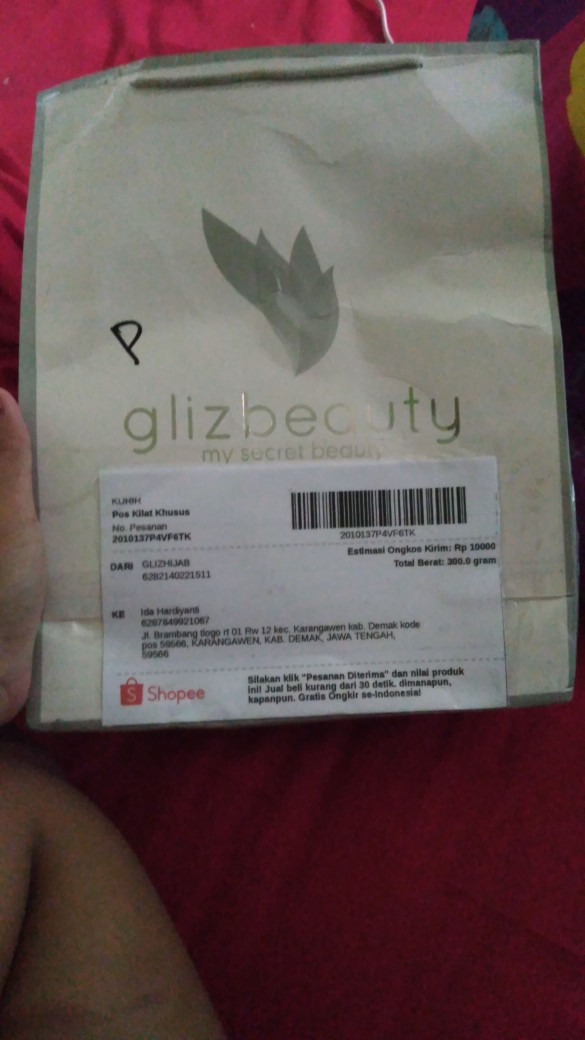 P
glizbeauty
my secret beauty
KURIR
Pos Kilat Khusus
No. Pesanan
2010137P4VF6TK
2010137P4VF6TK
Estimasi Ongkos Kirim: Rp 10000
Total Berat: 300.0 gram
DARI GLIZHIJAB
6282140221511
KE Ida Hardiyanti
6287849921067
Jl. Brambang tlogo rt 01 Rw 12 kec. Karangawen kab. Demak kode
pos 59566, KARANGAWEN, KAB. DEMAK, JAWA TENGAH,
59566
Shopee
Silakan klik "Pesanan Diterima" dan nilai produk
ini! Jual beli kurang dari 30 detik, dimanapun,
kapanpun. Gratis Ongkir se-Indonesia!